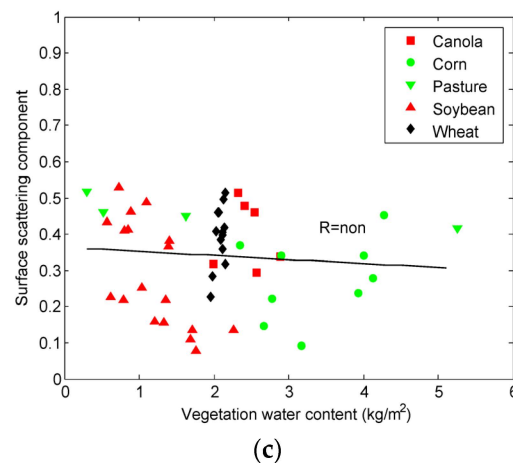 1
0.9
0.8
0.7
0.6
0.5
0.4
0.3
0.2
0.1
0
Surface scattering component
Canola
Corn
Pasture
Soybean
Wheat
R=non
0 1 2 3 4 5 6
Vegetation water content (kg/m²)
(c)